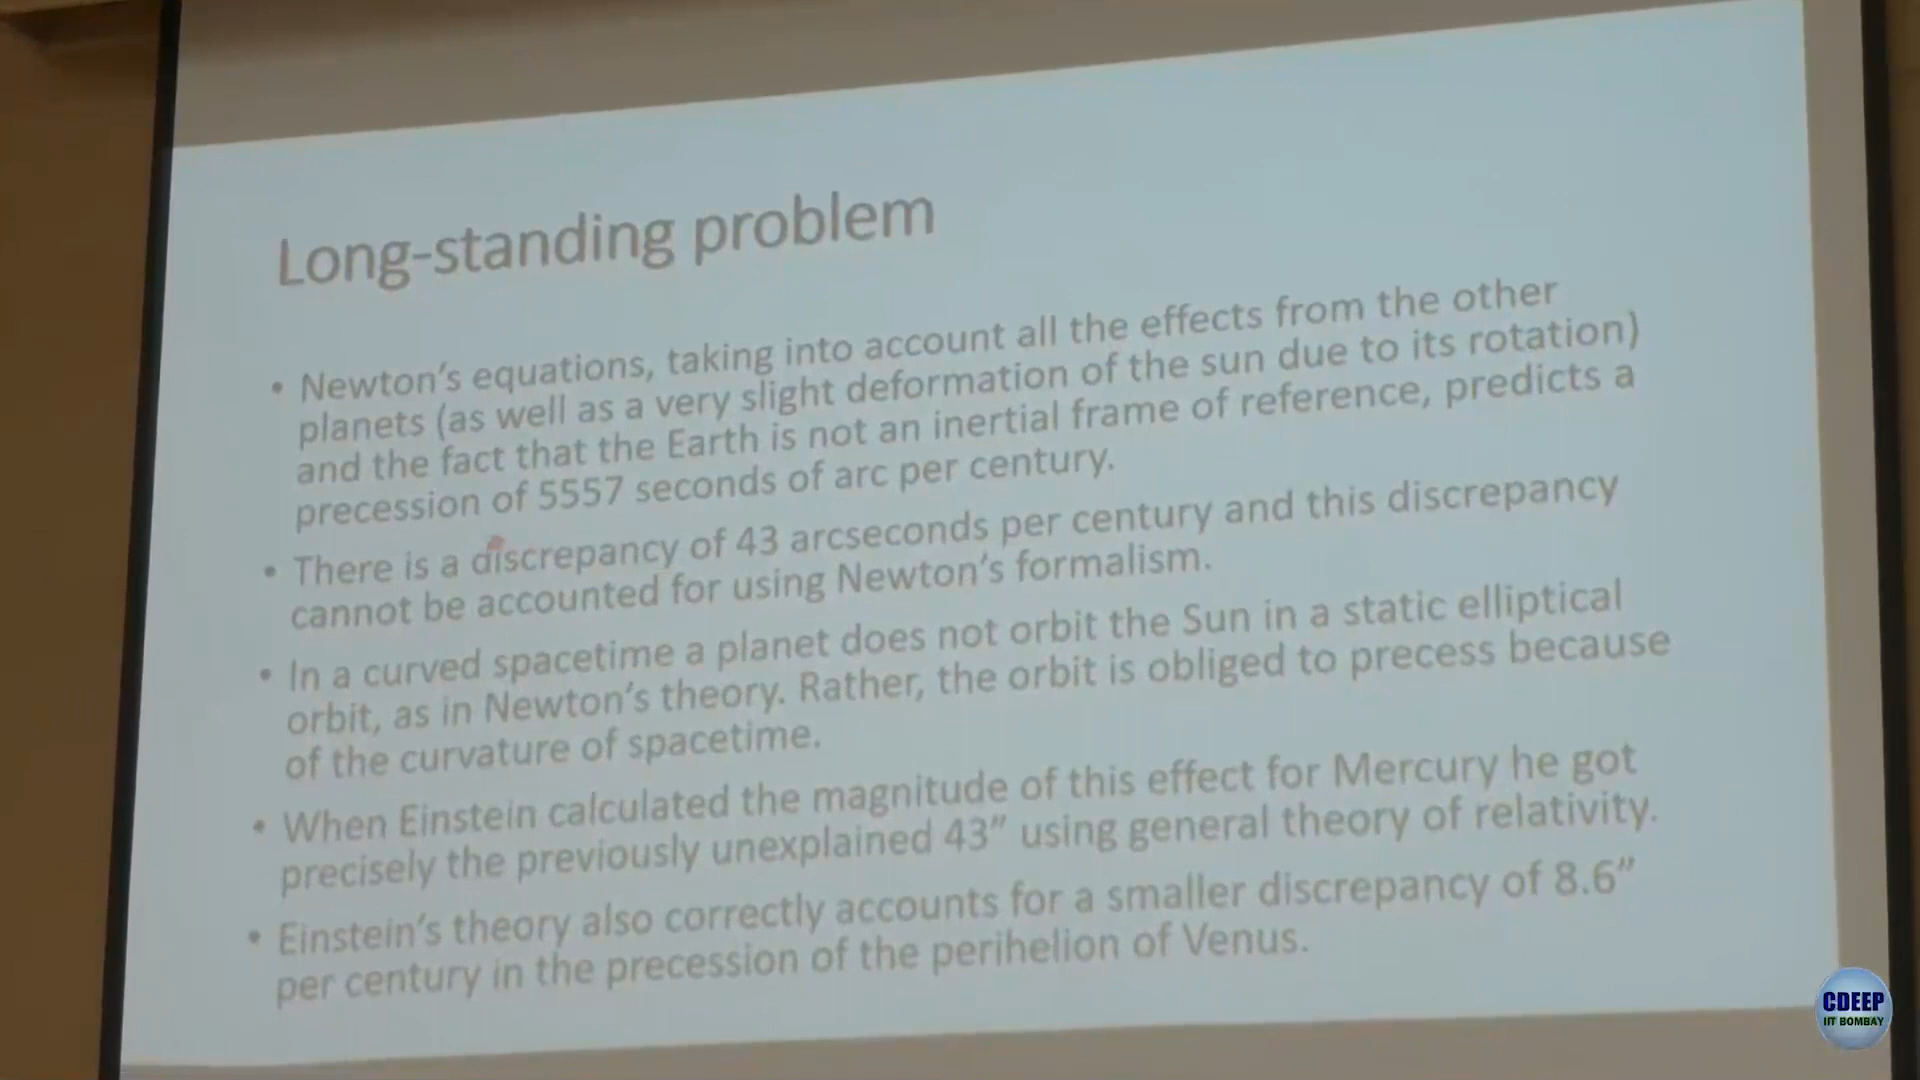 Long-standing problem
• Newton's equations, taking into account all the effects from the other
planets (as well as a very slight deformation of the sun due to its rotation)
and the fact that the Earth is not an inertial frame of reference, predicts a
precession of 5557 seconds of arc per century.
• There is a discrepancy of 43 arcseconds per century and this discrepancy
cannot be accounted for using Newton's formalism.
• In a curved spacetime a planet does not orbit the Sun in a static elliptical
orbit, as in Newton's theory. Rather, the orbit is obliged to precess because
of the curvature of spacetime.
• When Einstein calculated the magnitude of this effect for Mercury he got
precisely the previously unexplained 43” using general theory of relativity.
• Einstein's theory also correctly accounts for a smaller discrepancy of 8.6”
per century in the precession of the perihelion of Venus.
CDEEP
IIT BOMBAY